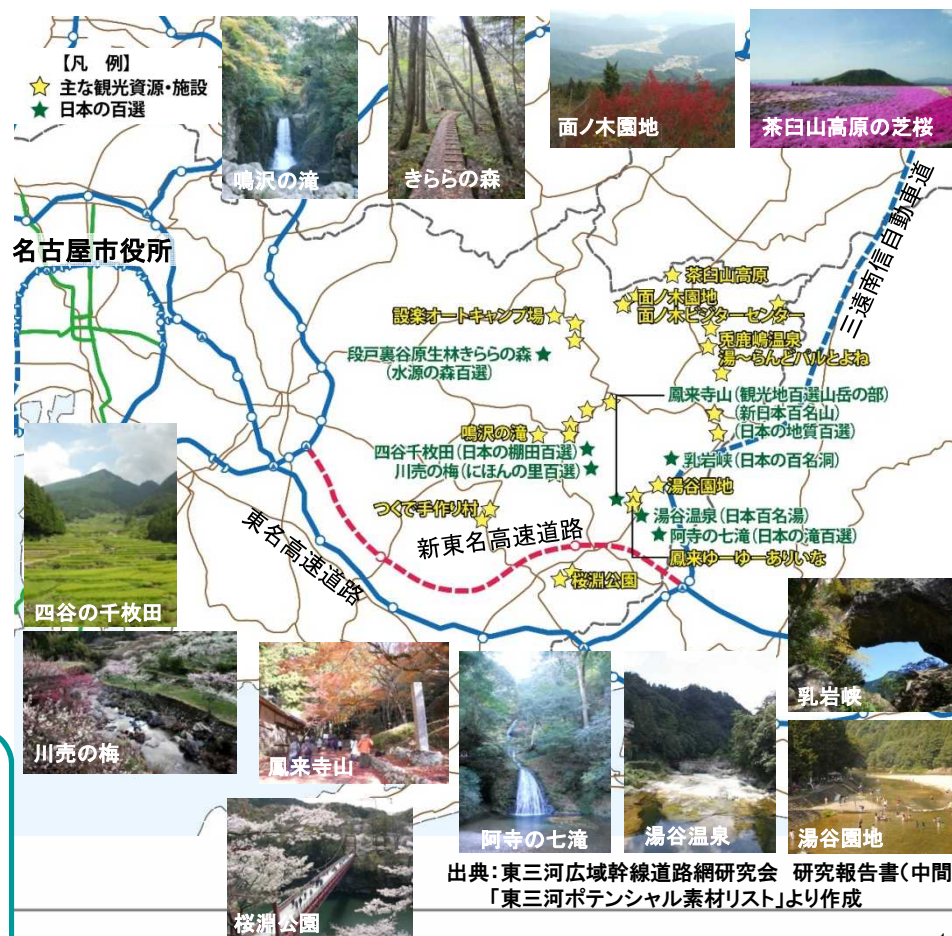 【凡　例】
主な観光資源・施設
日本の百選
鳴沢の滝
きららの森
面ノ木園地
茶臼山高原の芝桜
名古屋市役所
三遠南信自動車道
茶臼山高原
面ノ木園地
面ノ木ビジターセンター
設楽オートキャンプ場
兎鹿嶋温泉
湯〜らんどパルとよね
段戸裏谷原生林きららの森
(水源の森百選)
鳳来寺山(観光地百選山岳の部)
(新日本百名山)
(日本の地質百選)
鳴沢の滝
四谷千枚田(日本の棚田百選)
川売の梅(にほんの里百選)
乳岩峡(日本の百名洞)
湯谷園地
つくで手作り村
湯谷温泉(日本百名湯)
阿寺の七滝(日本の滝百選)
新東名高速道路
東名高速道路
鳳来ゆーゆーありいな
桜淵公園
四谷の千枚田
川売の梅
鳳来寺山
阿寺の七滝
湯谷温泉
乳岩峡
湯谷園地
桜淵公園
出典：東三河広域幹線道路網研究会　研究報告書(中間
「東三河ポテンシャル素材リスト」より作成